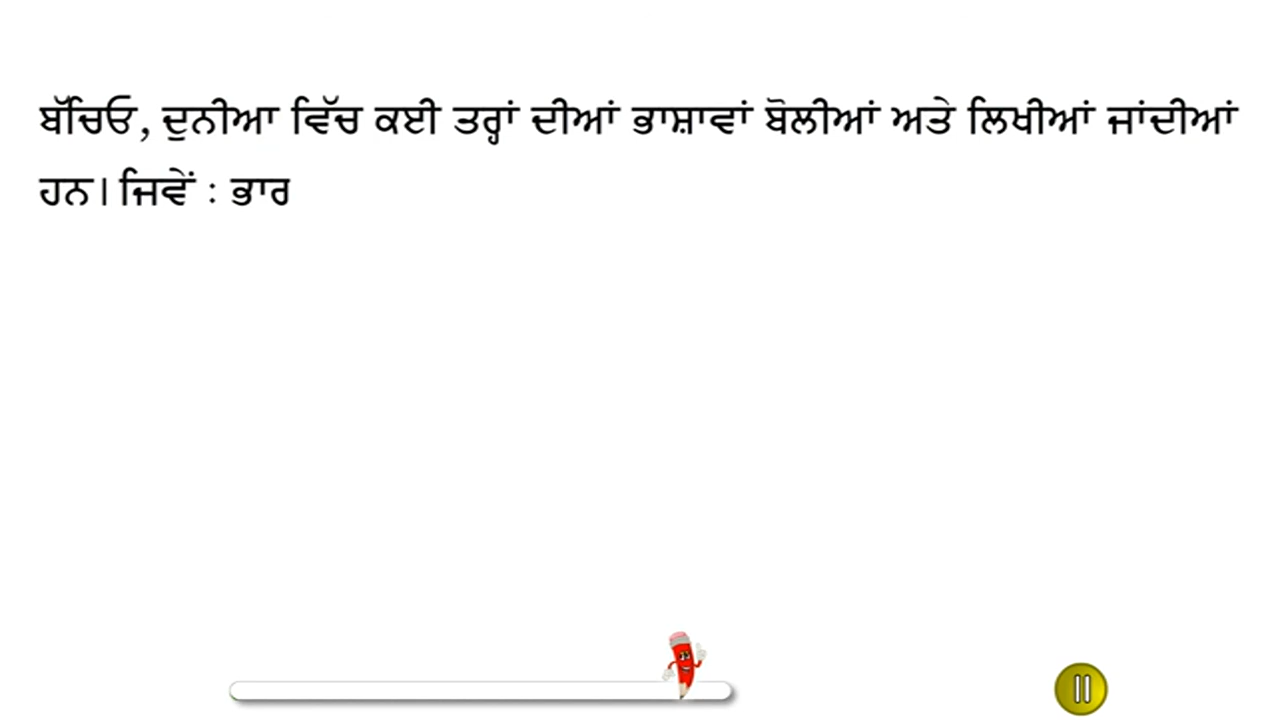 ਬੱਚਿਓ, ਦੁਨੀਆ ਵਿੱਚ ਕਈ ਤਰ੍ਹਾਂ ਦੀਆਂ ਭਾਸ਼ਾਵਾਂ ਬੋਲੀਆਂ ਅਤੇ ਲਿਖੀਆਂ ਜਾਂਦੀਆਂ
ਹਨ। ਜਿਵੇਂ : ਭਾਰ